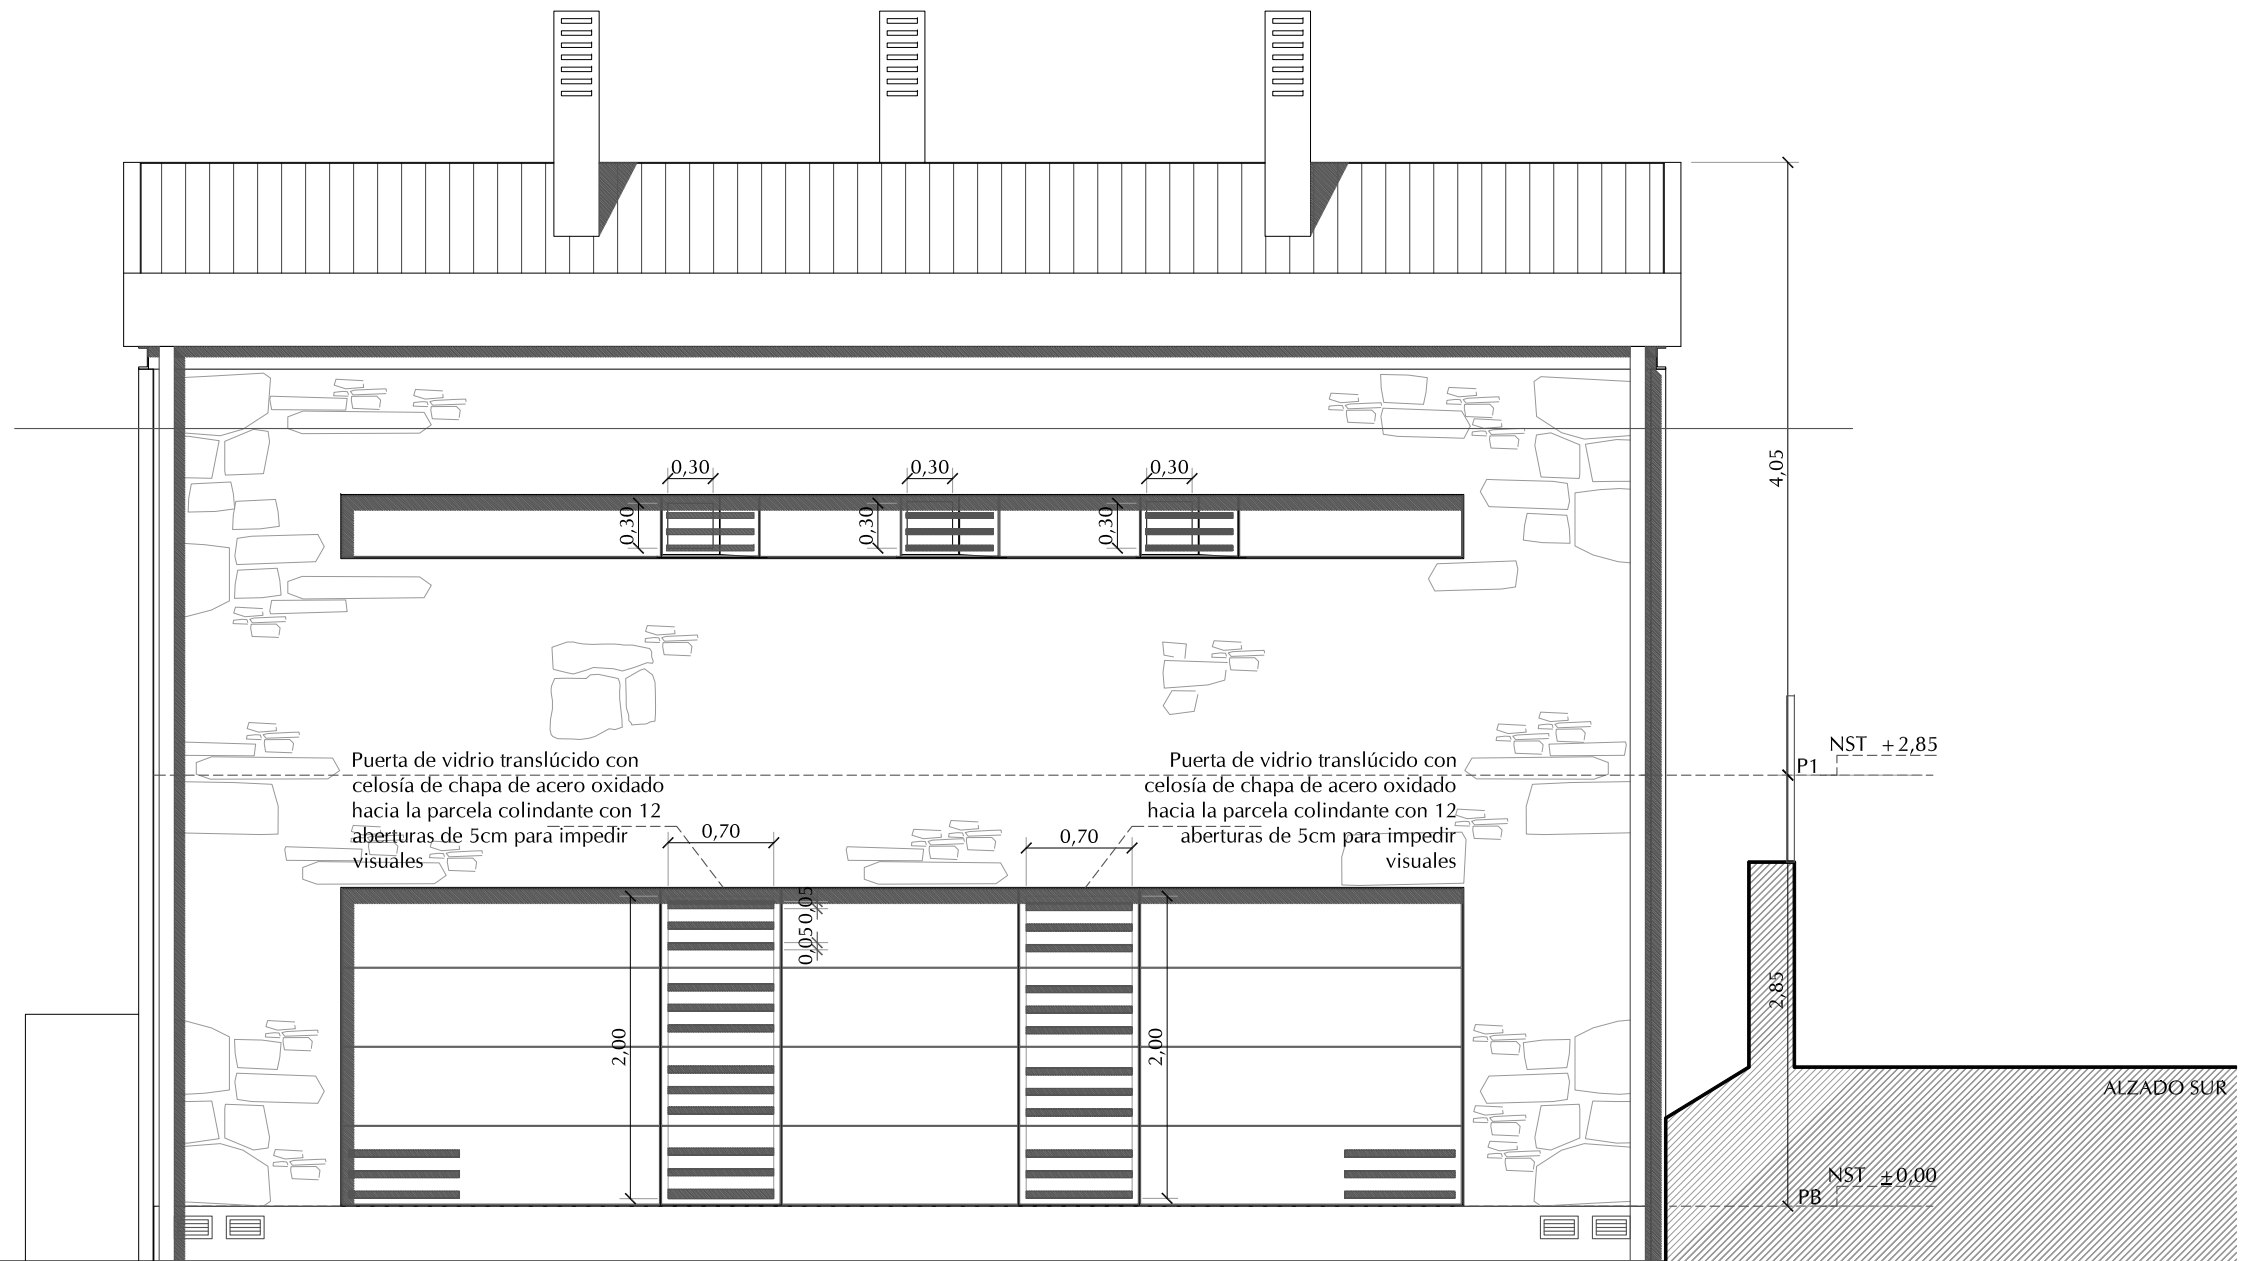 0,30 0,30 0,30
4,05
0,30 0,30 0,30
NST +2,85
P1
Puerta de vidrio translúcido con
celosía de chapa de acero oxidado
hacia la parcela colindante con 12
aberturas de 5cm para impedir
visuales
Puerta de vidrio translúcido con
celosía de chapa de acero oxidado
hacia la parcela colindante con 12
aberturas de 5cm para impedir
visuales
0,70
0,70
0,05
0,05
2,85
2,00
2,00
ALZADO SUR
NST ±0,00
PB